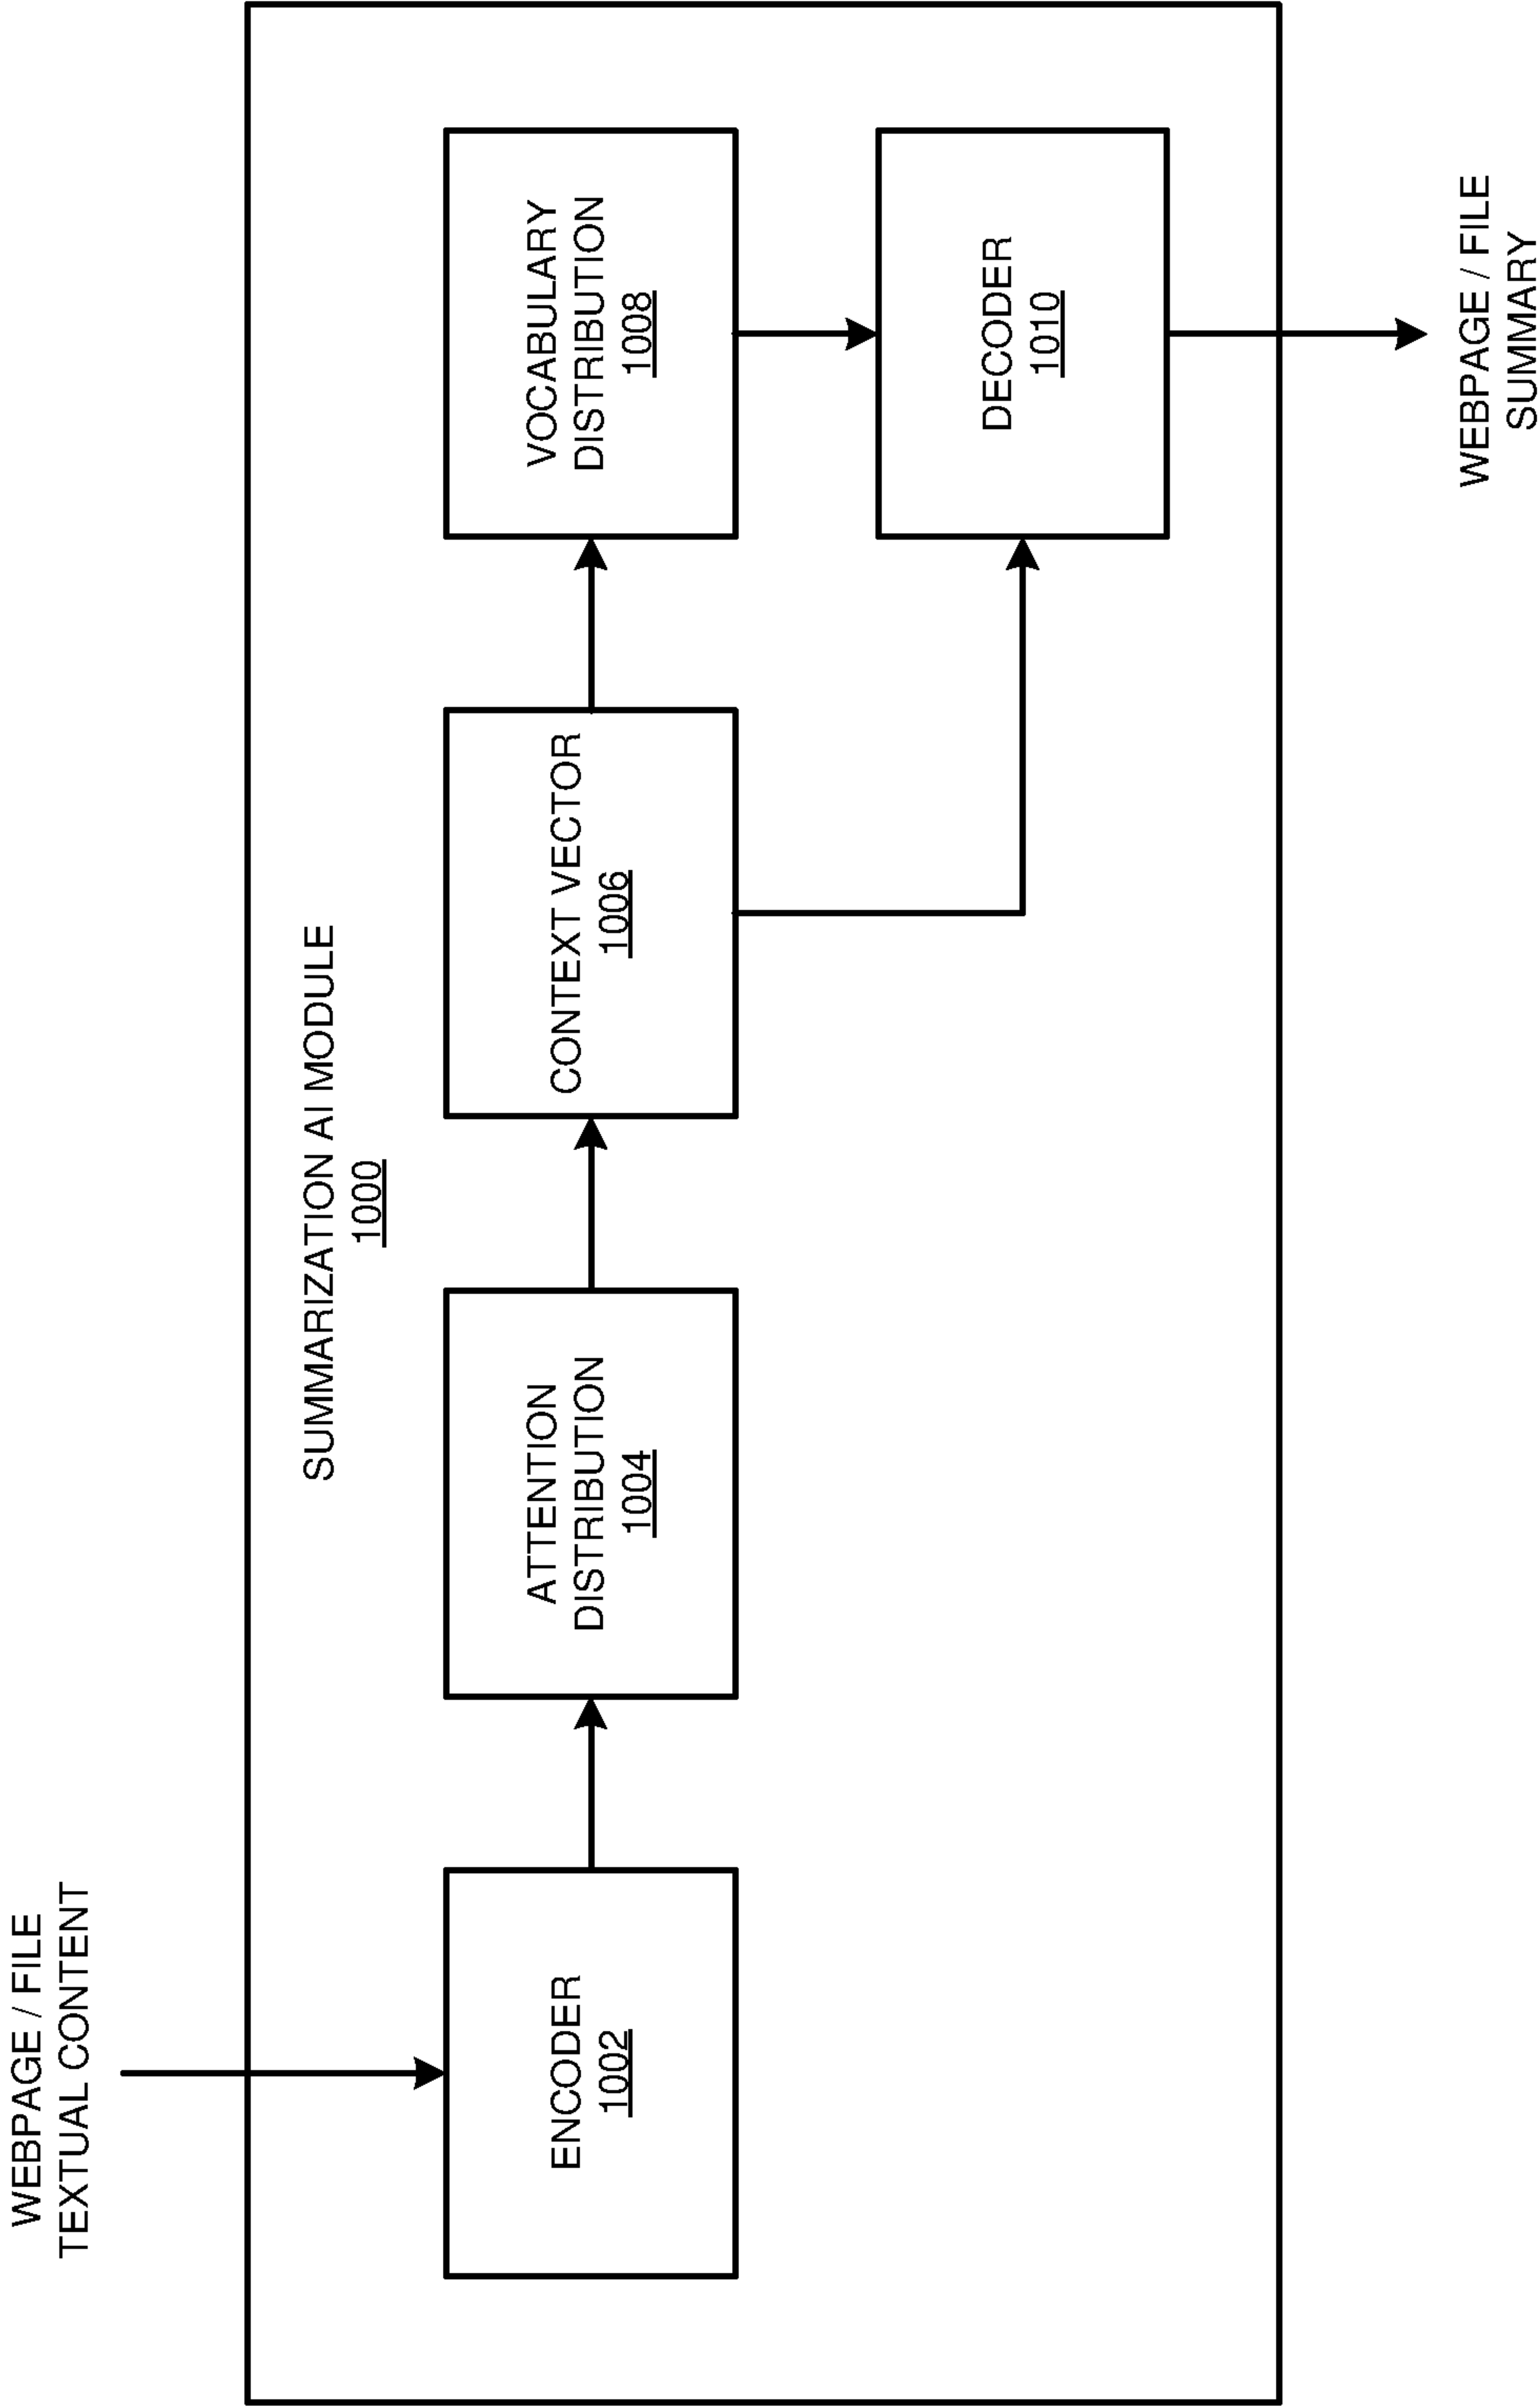 WEBPAGE / FILE
TEXTUAL CONTENT
SUMMARIZATION AI MODULE
1000
ENCODER
1002
ATTENTION
DISTRIBUTION
1004
CONTEXT VECTOR
1006
VOCABULARY
DISTRIBUTION
1008
DECODER
1010
WEBPAGE / FILE
SUMMARY